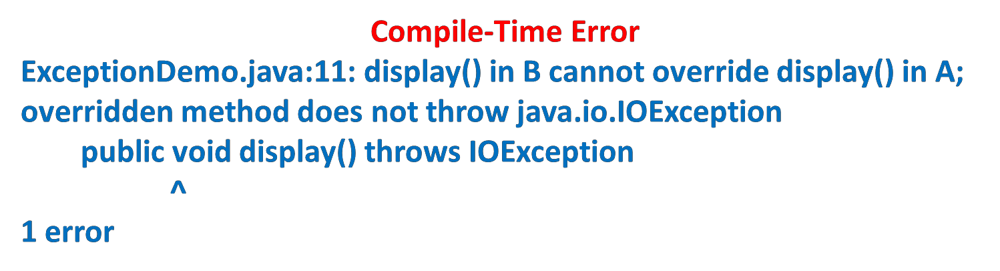 Compile-Time Error
ExceptionDemo.java:11: display() in B cannot override display() in A;
overridden method does not throw java.io.IOException
public void display() throws IOException
^
1 error